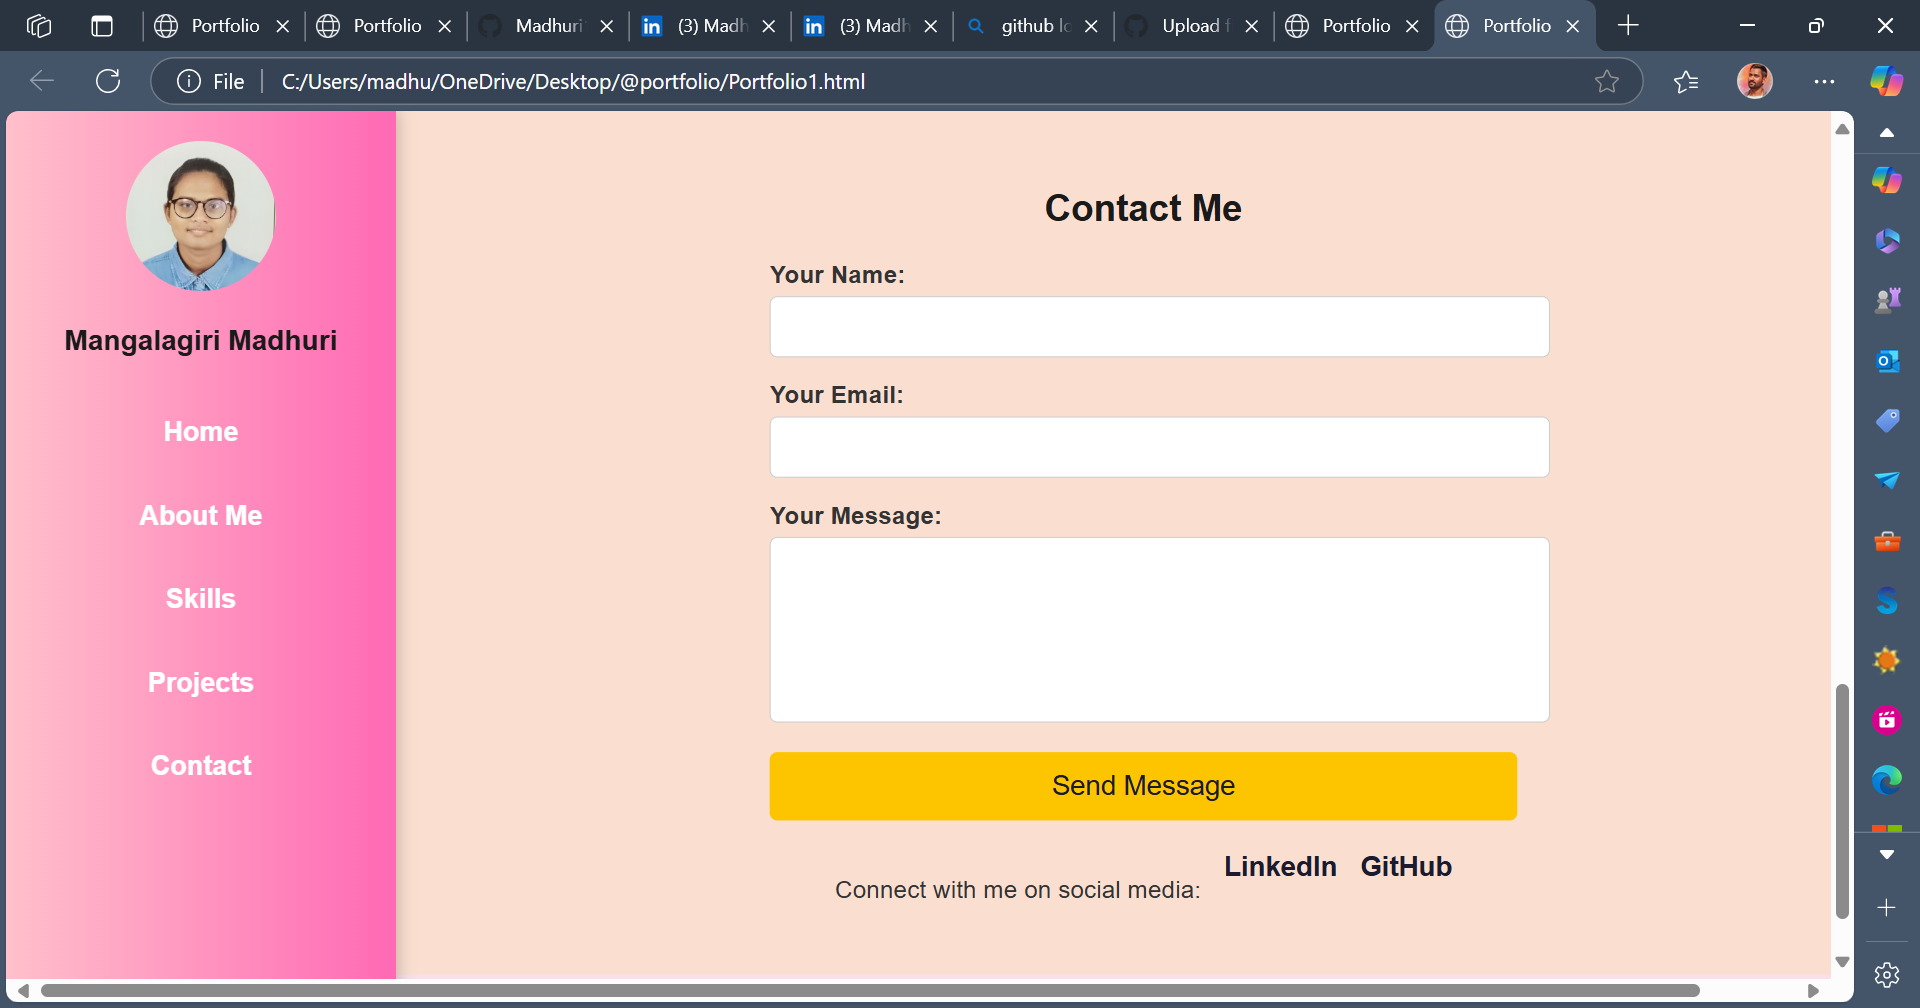 Portfolio
Portfolio
Madhuri
(3) Madh
(3) Madh
github lo
Upload f
Portfolio
Portfolio
File
C:/Users/madhu/OneDrive/Desktop/@portfolio/Portfolio1.html
Mangalagiri Madhuri
Home
About Me
Skills
Projects
Contact
Contact Me
Your Name:
Your Email:
Your Message:
Send Message
Connect with me on social media:
LinkedIn GitHub